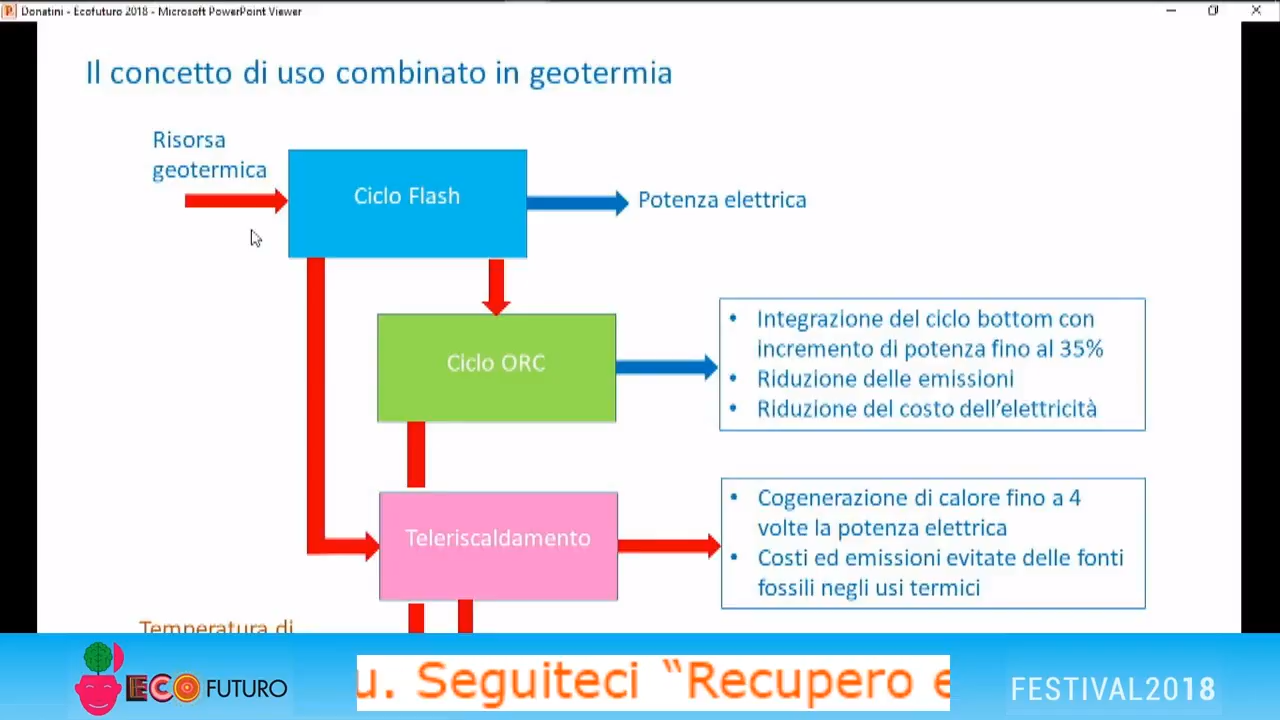 Donatini - Ecofuturo 2018 - Microsoft PowerPoint Viewer
Il concetto di uso combinato in geotermia
Risorsa
geotermica
Ciclo Flash
Potenza elettrica
Ciclo ORC
• Integrazione del ciclo bottom con
incremento di potenza fino al 35%
• Riduzione delle emissioni
• Riduzione del costo dell'elettricità
Teleriscaldamento
• Cogenerazione di calore fino a 4
volte la potenza elettrica
• Costi ed emissioni evitate delle fonti
fossili negli usi termici
Temperatura di
ECO FUTURO
u. Seguiteci “Recupero e
FESTIVAL2018